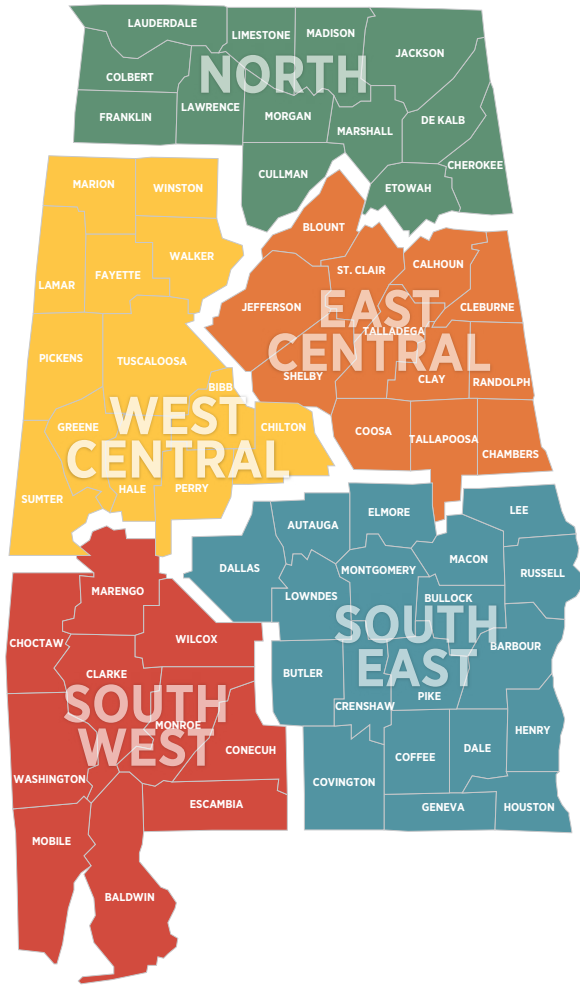 LAUDERDALE
LIMESTONE
MADISON
JACKSON
COLBERT
NORTH
LAWRENCE
FRANKLIN
MORGAN
MARSHALL
DE KALB
CHEROKEE
CULLMAN
ETOWAH
MARION
WINSTON
WALKER
FAYETTE
LAMAR
PICKENS
TUSCALOOSA
BIBB
WEST
CENTRAL
GREENE
CHILTON
HALE
PERRY
SUMTER
BLOUNT
ST. CLAIR
CALHOUN
JEFFERSON
CLEBURNE
EAST
CENTRAL
TALLADEGA
SHELBY
CLAY
RANDOLPH
COOSA
TALLAPOOSA
CHAMBERS
MARENGO
CHOCTAW
WILCOX
CLARKE
SOUTH
WEST
MONROE
CONECUH
WASHINGTON
ESCAMBIA
MOBILE
BALDWIN
ELMORE
LEE
AUTAUGA
MACON
DALLAS
MONTGOMERY
RUSSELL
LOWNDES
BULLOCK
SOUTH
EAST
BARBOUR
BUTLER
PIKE
CRENSHAW
HENRY
DALE
COFFEE
COVINGTON
GENEVA
HOUSTON